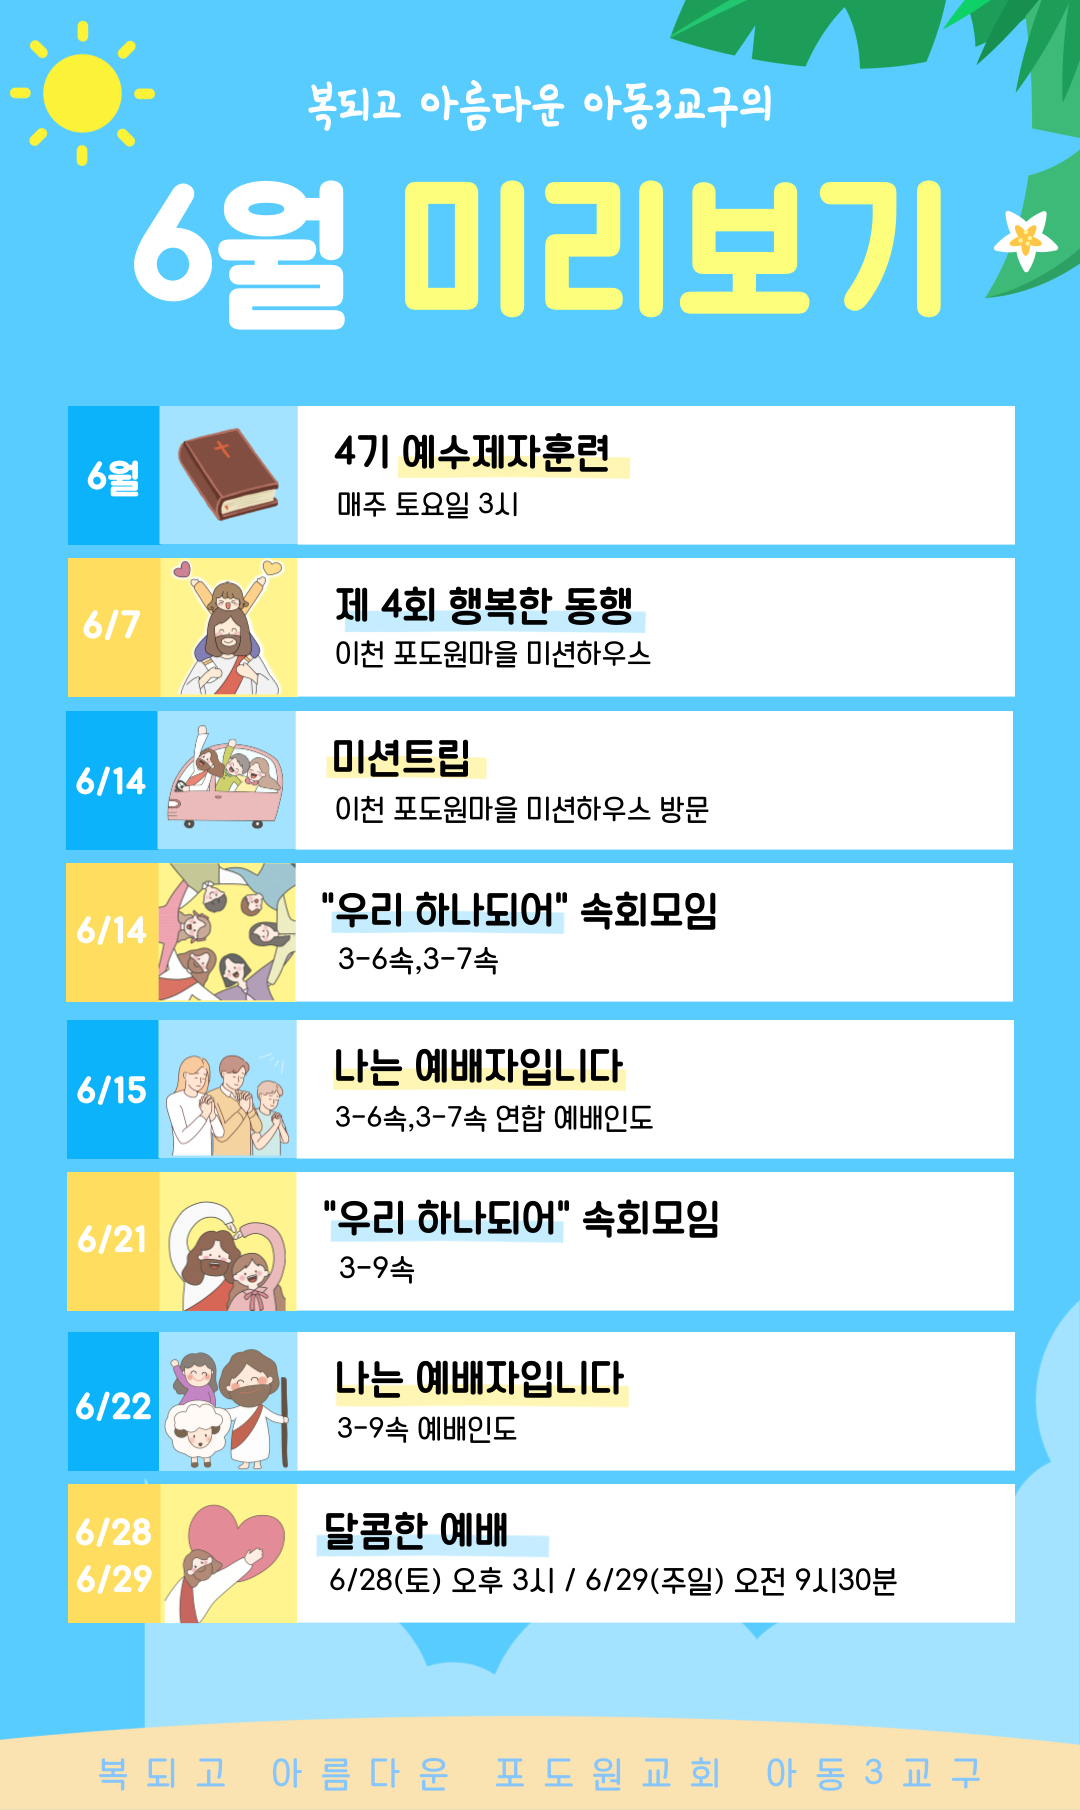 복되고 아름다운 아동3교구의
6월 미리보기
6월
4기 예수제자훈련
매주 토요일 3시
6/7
제 4회 행복한 동행
이천 포도원마을 미션하우스
6/14
미션트립
이천 포도원마을 미션하우스 방문
6/14
"우리 하나되어" 속회모임
3-6속,3-7속
6/15
나는 예배자입니다
3-6속,3-7속 연합 예배인도
6/21
"우리 하나되어" 속회모임
3-9속
6/22
나는 예배자입니다
3-9속 예배인도
6/28
6/29
달콤한 예배
6/28(토) 오후 3시 / 6/29(주일) 오전 9시30분
복되고 아름다운 포도원교회 아동3교구